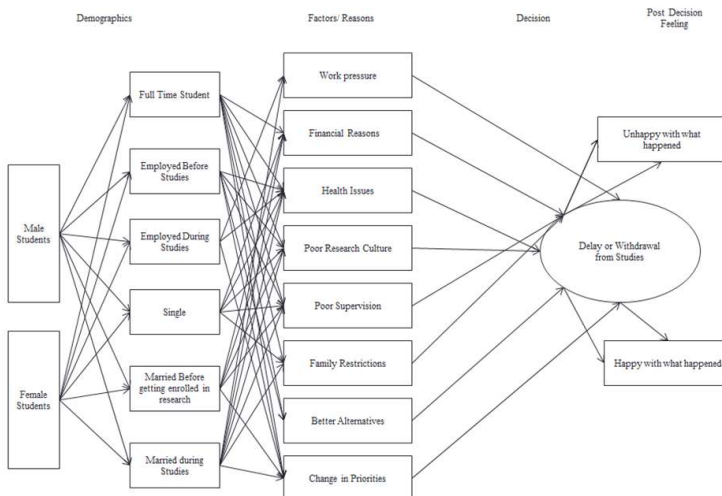 Demographics
Factors/ Reasons
Decision
Post Decision
Feeling
Male
Students
Female
Students
Full Time Student
Employed Before
Studies
Employed During
Studies
Single
Married Before
getting enrolled in
research
Married during
Studies
Work pressure
Financial Reasons
Health Issues
Poor Research Culture
Poor Supervision
Family Restrictions
Better Alternatives
Change in Priorities
Delay or Withdrawal
from Studies
Unhappy with what
happened
Happy with what happened